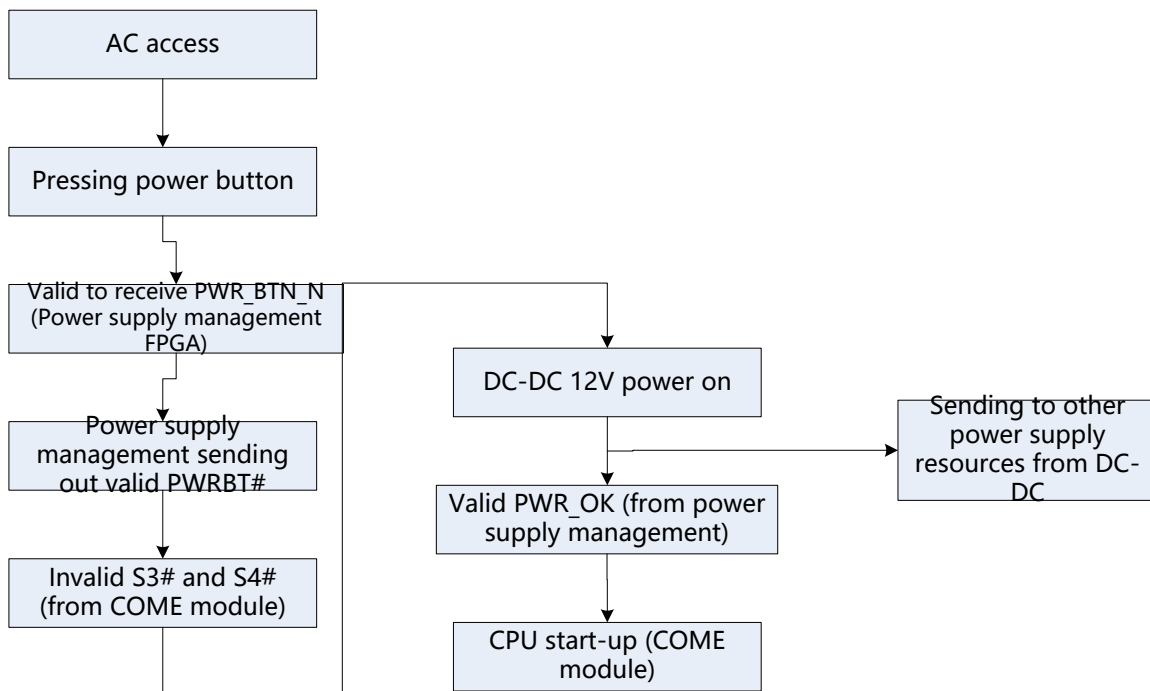 AC access
Pressing power button
Valid to receive PWR_BTN_N
(Power supply management
FPGA)
Power supply
management sending
out valid PWRBT#
Invalid S3# and S4#
(from COME module)
DC-DC 12V power on
Sending to other
power supply
resources from DC-
DC
Valid PWR_OK (from power
supply management)
CPU start-up (COME
module)